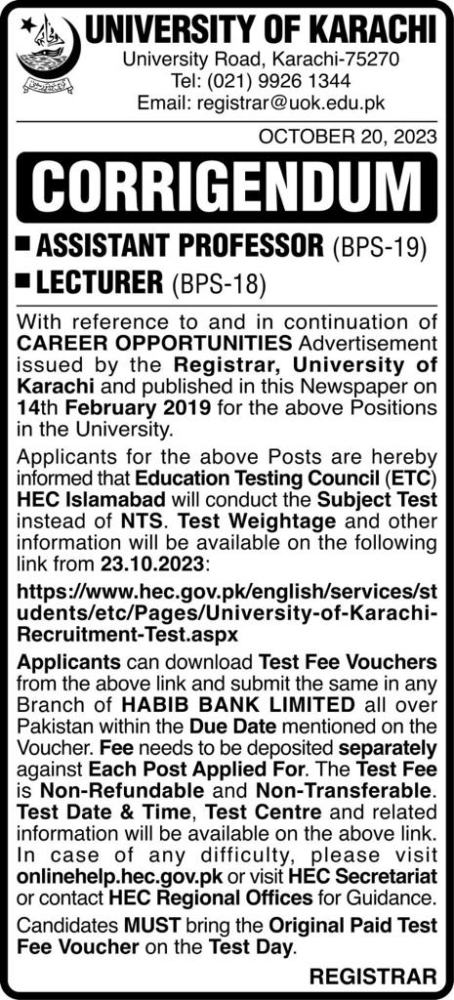 UNIVERSITY OF KARACHI
University Road, Karachi-75270
Tel: (021) 9926 1344
Email: registrar@uok.edu.pk
OCTOBER 20, 2023
CORRIGENDUM
■ ASSISTANT PROFESSOR (BPS-19)
■ LECTURER (BPS-18)
With reference to and in continuation of
CAREER OPPORTUNITIES Advertisement
issued by the Registrar, University of
Karachi and published in this Newspaper on
14th February 2019 for the above Positions
in the University.
Applicants for the above Posts are hereby
informed that Education Testing Council (ETC)
HEC Islamabad will conduct the Subject Test
instead of NTS. Test Weightage and other
information will be available on the following
link from 23.10.2023:
https://www.hec.gov.pk/english/services/st
udents/etc/Pages/University-of-Karachi-
Recruitment-Test.aspx
Applicants can download Test Fee Vouchers
from the above link and submit the same in any
Branch of HABIB BANK LIMITED all over
Pakistan within the Due Date mentioned on the
Voucher. Fee needs to be deposited separately
against Each Post Applied For. The Test Fee
is Non-Refundable and Non-Transferable.
Test Date & Time, Test Centre and related
information will be available on the above link.
In case of any difficulty, please visit
onlinehelp.hec.gov.pk or visit HEC Secretariat
or contact HEC Regional Offices for Guidance.
Candidates MUST bring the Original Paid Test
Fee Voucher on the Test Day.
REGISTRAR